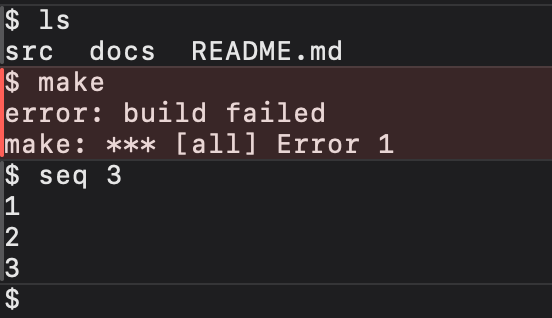 $ ls
src  docs  README.md
$ make
error: build failed
make: *** [all] Error 1
$ seq 3
1
2
3
$